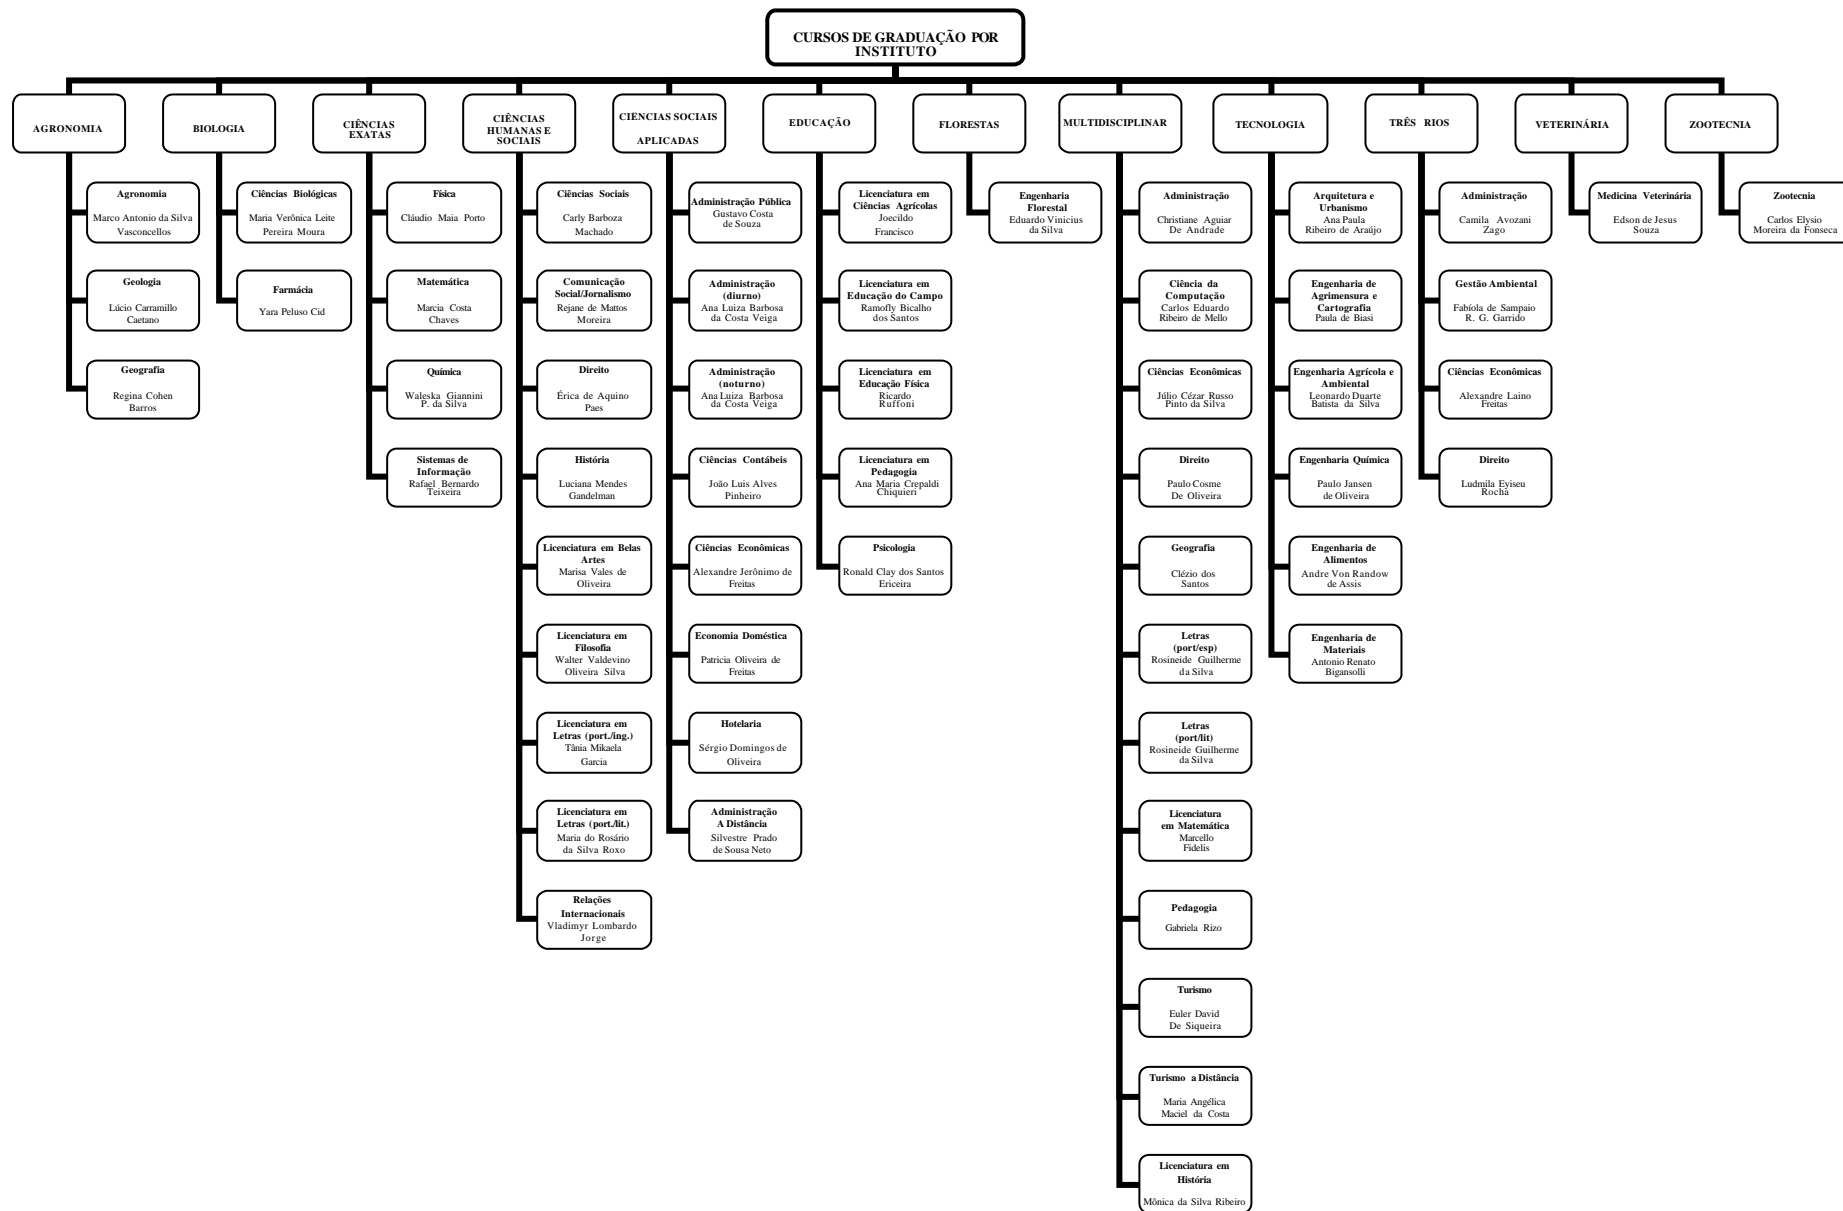 CURSOS DE GRADUAÇÃO POR
INSTITUTO
AGRONOMIA
Agronomia
Marco Antonio da Silva
Vasconcellos
Geologia
Lúcio Carramillo
Caetano
Geografia
Regina Cohen
Barros
BIOLOGIA
Ciências Biológicas
Maria Verônica Leite
Pereira Moura
Farmácia
Yara Peluso Cid
CIÊNCIAS
EXATAS
Física
Cláudio Maia Porto
Matemática
Marcia Costa
Chaves
Química
Waleska Giannini
P. da Silva
Sistemas de
Informação
Rafael Bernardo
Teixeira
CIÊNCIAS
HUMANAS E
SOCIAIS
Ciências Sociais
Carly Barboza
Machado
Comunicação
Social/Jornalismo
Rejane de Mattos
Moreira
Direito
Érica de Aquino
Paes
História
Luciana Mendes
Gandelman
Licenciatura em Belas
Artes
Marisa Vales de
Oliveira
Licenciatura em
Filosofia
Walter Valdevino
Oliveira Silva
Licenciatura em
Letras (port./ing.)
Tânia Mikaela
Garcia
Licenciatura em
Letras (port./lit.)
Maria do Rosário
da Silva Roxo
Relações
Internacionais
Vladimyr Lombardo
Jorge
CIENCIAS SOCIAIS
APLICADAS
Administração Pública
Gustavo Costa
de Souza
Administração
(diurno)
Ana Luiza Barbosa
da Costa Veiga
Administração
(noturno)
Ana Luiza Barbosa
da Costa Veiga
Ciências Contábeis
João Luis Alves
Pinheiro
Ciências Econômicas
Alexandre Jerônimo de
Freitas
Economia Doméstica
Patricia Oliveira de
Freitas
Hotelaria
Sérgio Domingos de
Oliveira
Administração
A Distância
Silvestre Prado
de Sousa Neto
EDUCAÇÃO
Licenciatura em
Ciências Agrícolas
Joecildo
Francisco
Licenciatura em
Educação do Campo
Ramofly Bicalho
dos Santos
Licenciatura em
Educação Física
Ricardo
Ruffoni
Licenciatura em
Pedagogia
Ana Maria Crepaldi
Chiquieri
Psicologia
Ronald Clay dos Santos
Ericeira
FLORESTAS
Engenharia
Florestal
Eduardo Vinicius
da Silva
MULTIDISCIPLINAR
Administração
Christiane Aguiar
De Andrade
Ciência da
Computação
Carlos Eduardo
Ribeiro de Mello
Ciências Econômicas
Júlio Cézar Russo
Pinto da Silva
Direito
Paulo Cosme
De Oliveira
Geografia
Clézio dos
Santos
Letras
(port/esp)
Rosineide Guilherme
da Silva
Letras
(port/lit)
Rosineide Guilherme
da Silva
Licenciatura
em Matemática
Marcello
Fidelis
Pedagogia
Gabriela Rizo
Turismo
Euler David
De Siqueira
Turismo a Distância
Maria Angélica
Maciel da Costa
Licenciatura em
História
Mônica da Silva Ribeiro
TECNOLOGIA
Arquitetura e
Urbanismo
Ana Paula
Ribeiro de Araújo
Engenharia de
Agrimensura e
Cartografia
Paula de Biasi
Engenharia Agrícola e
Ambiental
Leonardo Duarte
Batista da Silva
Engenharia Química
Paulo Jansen
de Oliveira
Engenharia de
Alimentos
Andre Von Randow
de Assis
Engenharia de
Materiais
Antonio Renato
Bigansolli
TRÊS RIOS
Administração
Camila Avozani
Zago
Gestão Ambiental
Fabíola de Sampaio
R. G. Garrido
Ciências Econômicas
Alexandre Laino
Freitas
Direito
Ludmila Eyiseu
Rocha
VETERINÁRIA
Medicina Veterinária
Edson de Jesus
Souza
ZOOTECNIA
Zootecnia
Carlos Elysio
Moreira da Fonseca